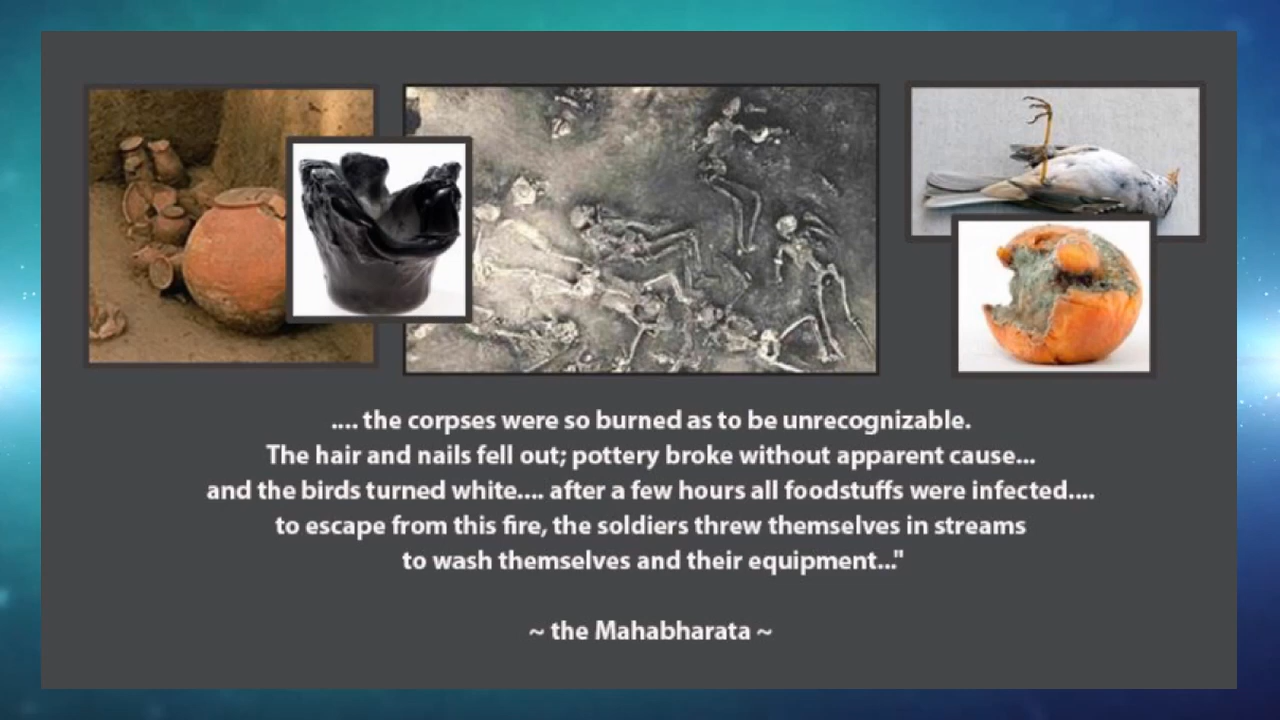 .... the corpses were so burned as to be unrecognizable.
The hair and nails fell out; pottery broke without apparent cause...
and the birds turned white.... after a few hours all foodstuffs were infected....
to escape from this fire, the soldiers threw themselves in streams
to wash themselves and their equipment..."
~ the Mahabharata ~